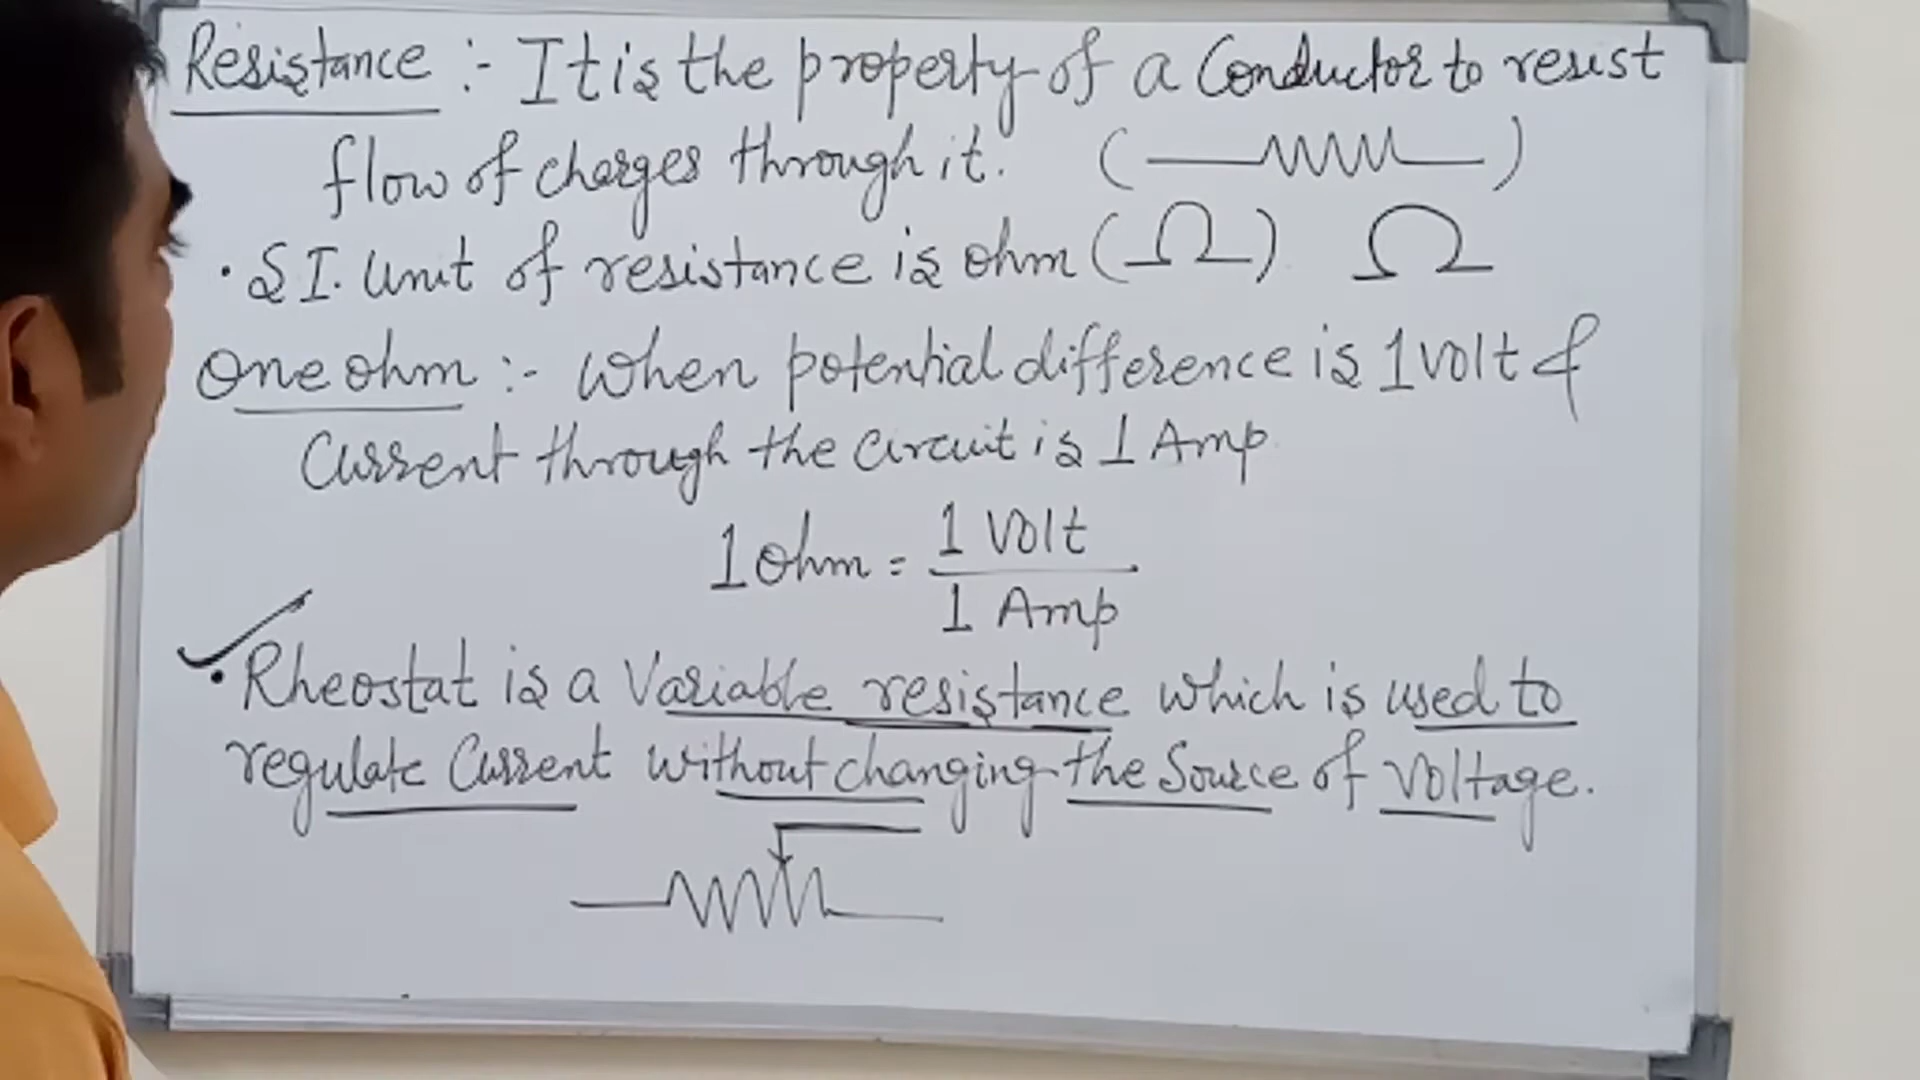 Resistance :- It is the property of a Conductor to resist
flow of charges through it. ( )
• S I. Unit of resistance is ohm (Ω) Ω
One ohm :- When potential difference is 1 Volt &
Current through the circuit is 1 Amp
1 ohm = 1 Volt
1 Amp
• Rheostat is a Variable resistance which is used to
regulate Current without changing the Source of Voltage.